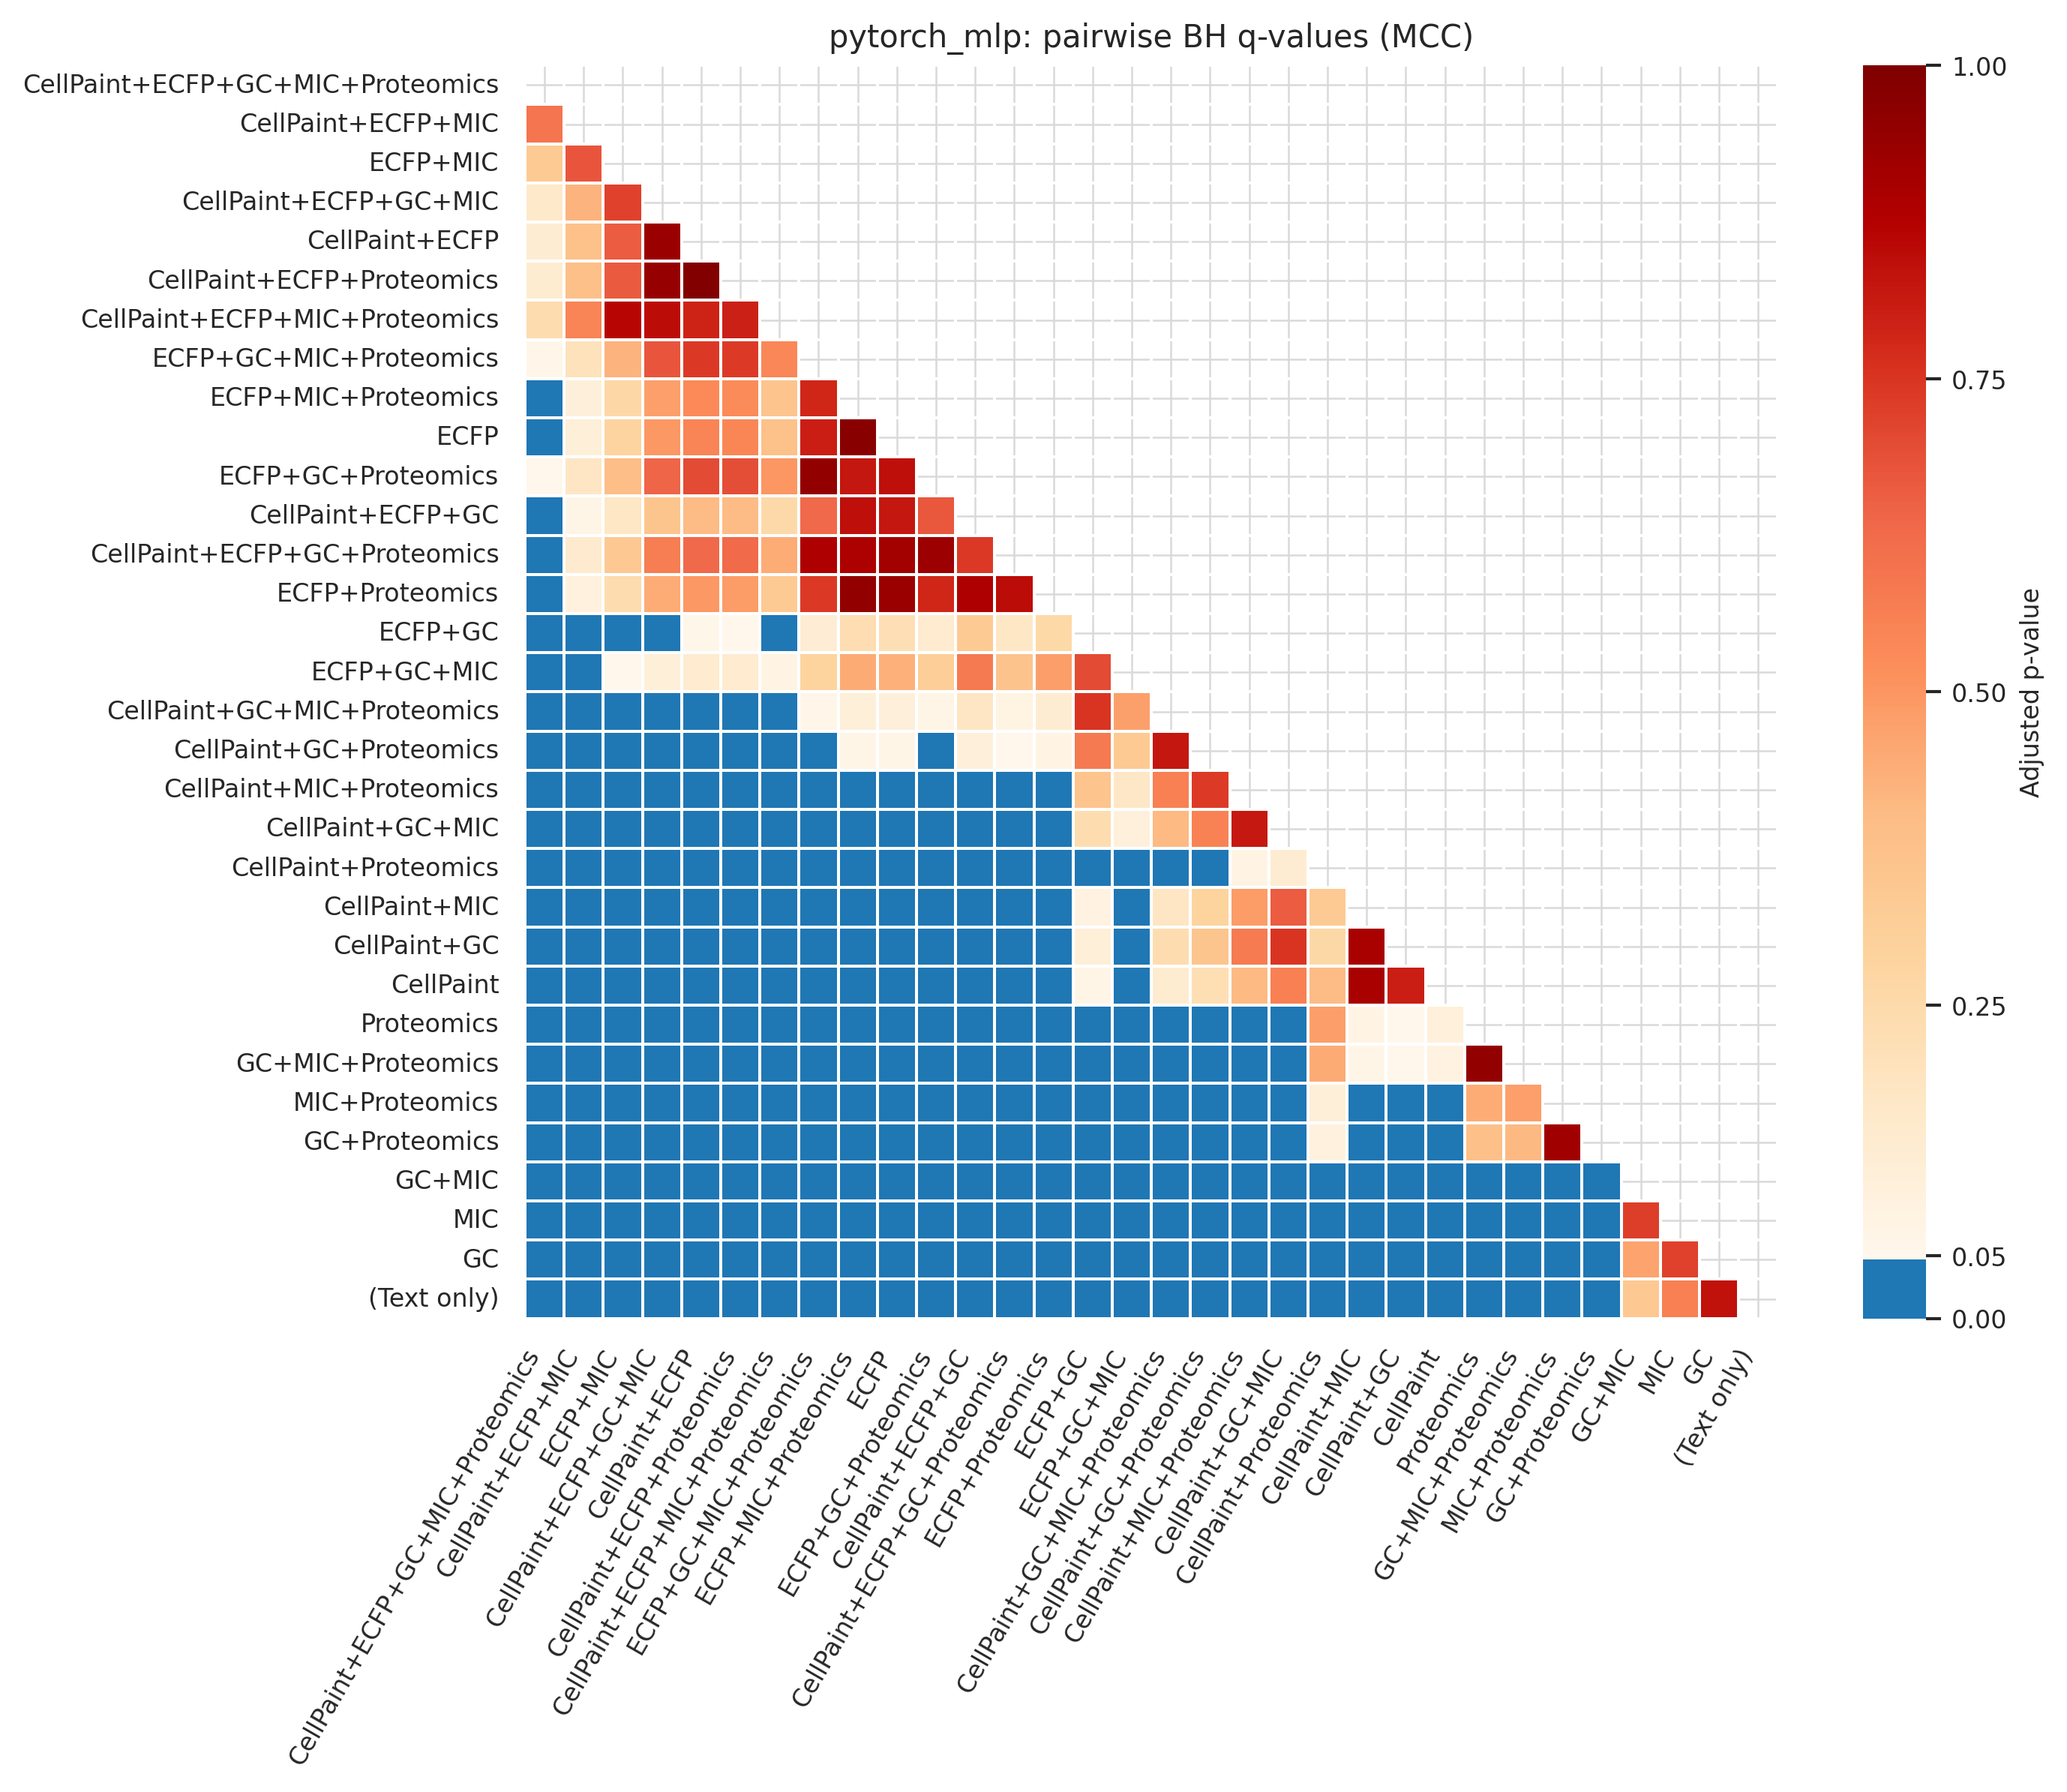 pytorch_mlp: pairwise BH q-values (MCC)
CellPaint+ECFP+GC+MIC+Proteomics
CellPaint+ECFP+MIC
ECFP+MIC
CellPaint+ECFP+GC+MIC
CellPaint+ECFP
CellPaint+ECFP+Proteomics
CellPaint+ECFP+MIC+Proteomics
ECFP+GC+MIC+Proteomics
ECFP+MIC+Proteomics
ECFP
ECFP+GC+Proteomics
CellPaint+ECFP+GC
CellPaint+ECFP+GC+Proteomics
ECFP+Proteomics
ECFP+GC
ECFP+GC+MIC
CellPaint+GC+MIC+Proteomics
CellPaint+GC+Proteomics
CellPaint+MIC+Proteomics
CellPaint+GC+MIC
CellPaint+Proteomics
CellPaint+MIC
CellPaint+GC
CellPaint
Proteomics
GC+MIC+Proteomics
MIC+Proteomics
GC+Proteomics
GC+MIC
MIC
GC
(Text only)
CellPaint+ECFP+GC+MIC+Proteomics
CellPaint+ECFP+MIC
ECFP+MIC
CellPaint+ECFP+GC+MIC
CellPaint+ECFP
CellPaint+ECFP+Proteomics
CellPaint+ECFP+MIC+Proteomics
ECFP+GC+MIC+Proteomics
ECFP+MIC+Proteomics
ECFP
ECFP+GC+Proteomics
CellPaint+ECFP+GC
CellPaint+ECFP+GC+Proteomics
ECFP+Proteomics
ECFP+GC
ECFP+GC+MIC
CellPaint+GC+MIC+Proteomics
CellPaint+GC+Proteomics
CellPaint+MIC+Proteomics
CellPaint+GC+MIC
CellPaint+Proteomics
CellPaint+MIC
CellPaint+GC
CellPaint
Proteomics
GC+MIC+Proteomics
MIC+Proteomics
GC+Proteomics
GC+MIC
MIC
GC
(Text only)
1.00
0.75
0.50
0.25
0.05
0.00
Adjusted p-value